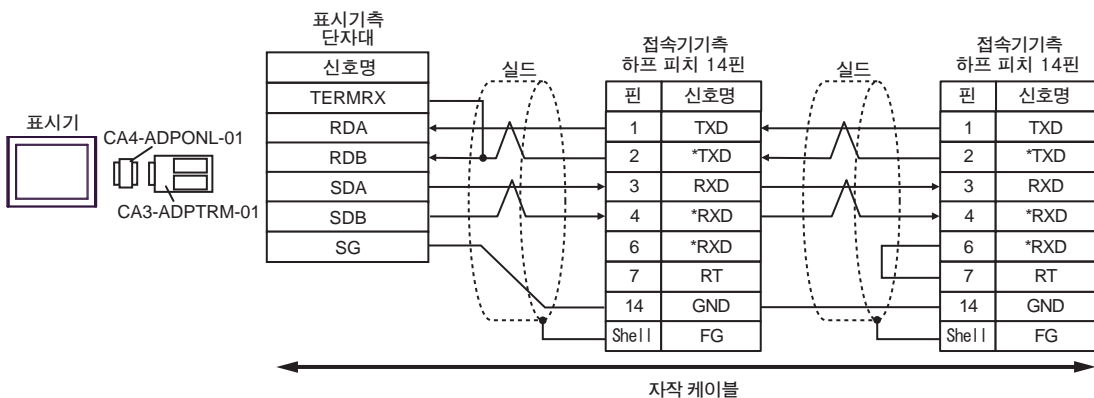 표시기
CA4-ADPONL-01
CA3-ADPTRM-01
표시기측
단자대
신호명
TERMRX
RDA
RDB
SDA
SDB
SG
실드
접속기기측
하프 피치 14핀
핀 신호명
1 TXD
2 *TXD
3 RXD
4 *RXD
6 *RXD
7 RT
14 GND
Shell FG
실드
접속기기측
하프 피치 14핀
핀 신호명
1 TXD
2 *TXD
3 RXD
4 *RXD
6 *RXD
7 RT
14 GND
Shell FG
자작 케이블